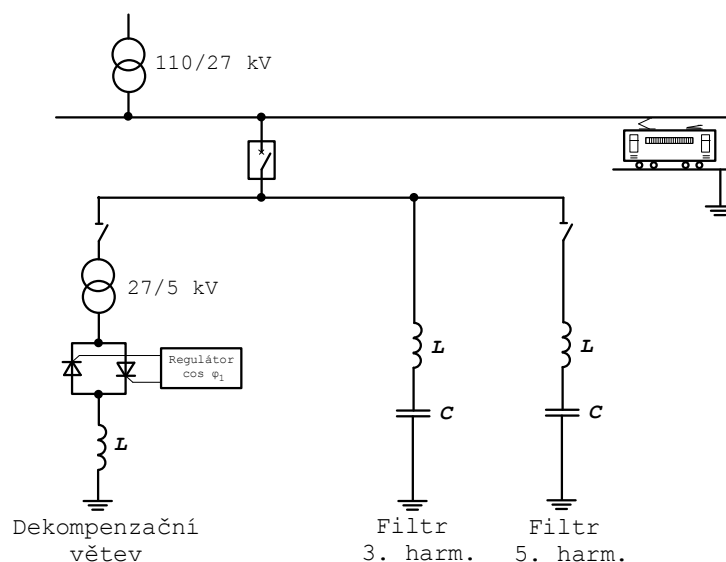 110/27 kV
27/5 kV
Regulátor
cos φ1
L
L
L
C
C
Dekompenzační
větev
Filtr
3. harm.
Filtr
5. harm.